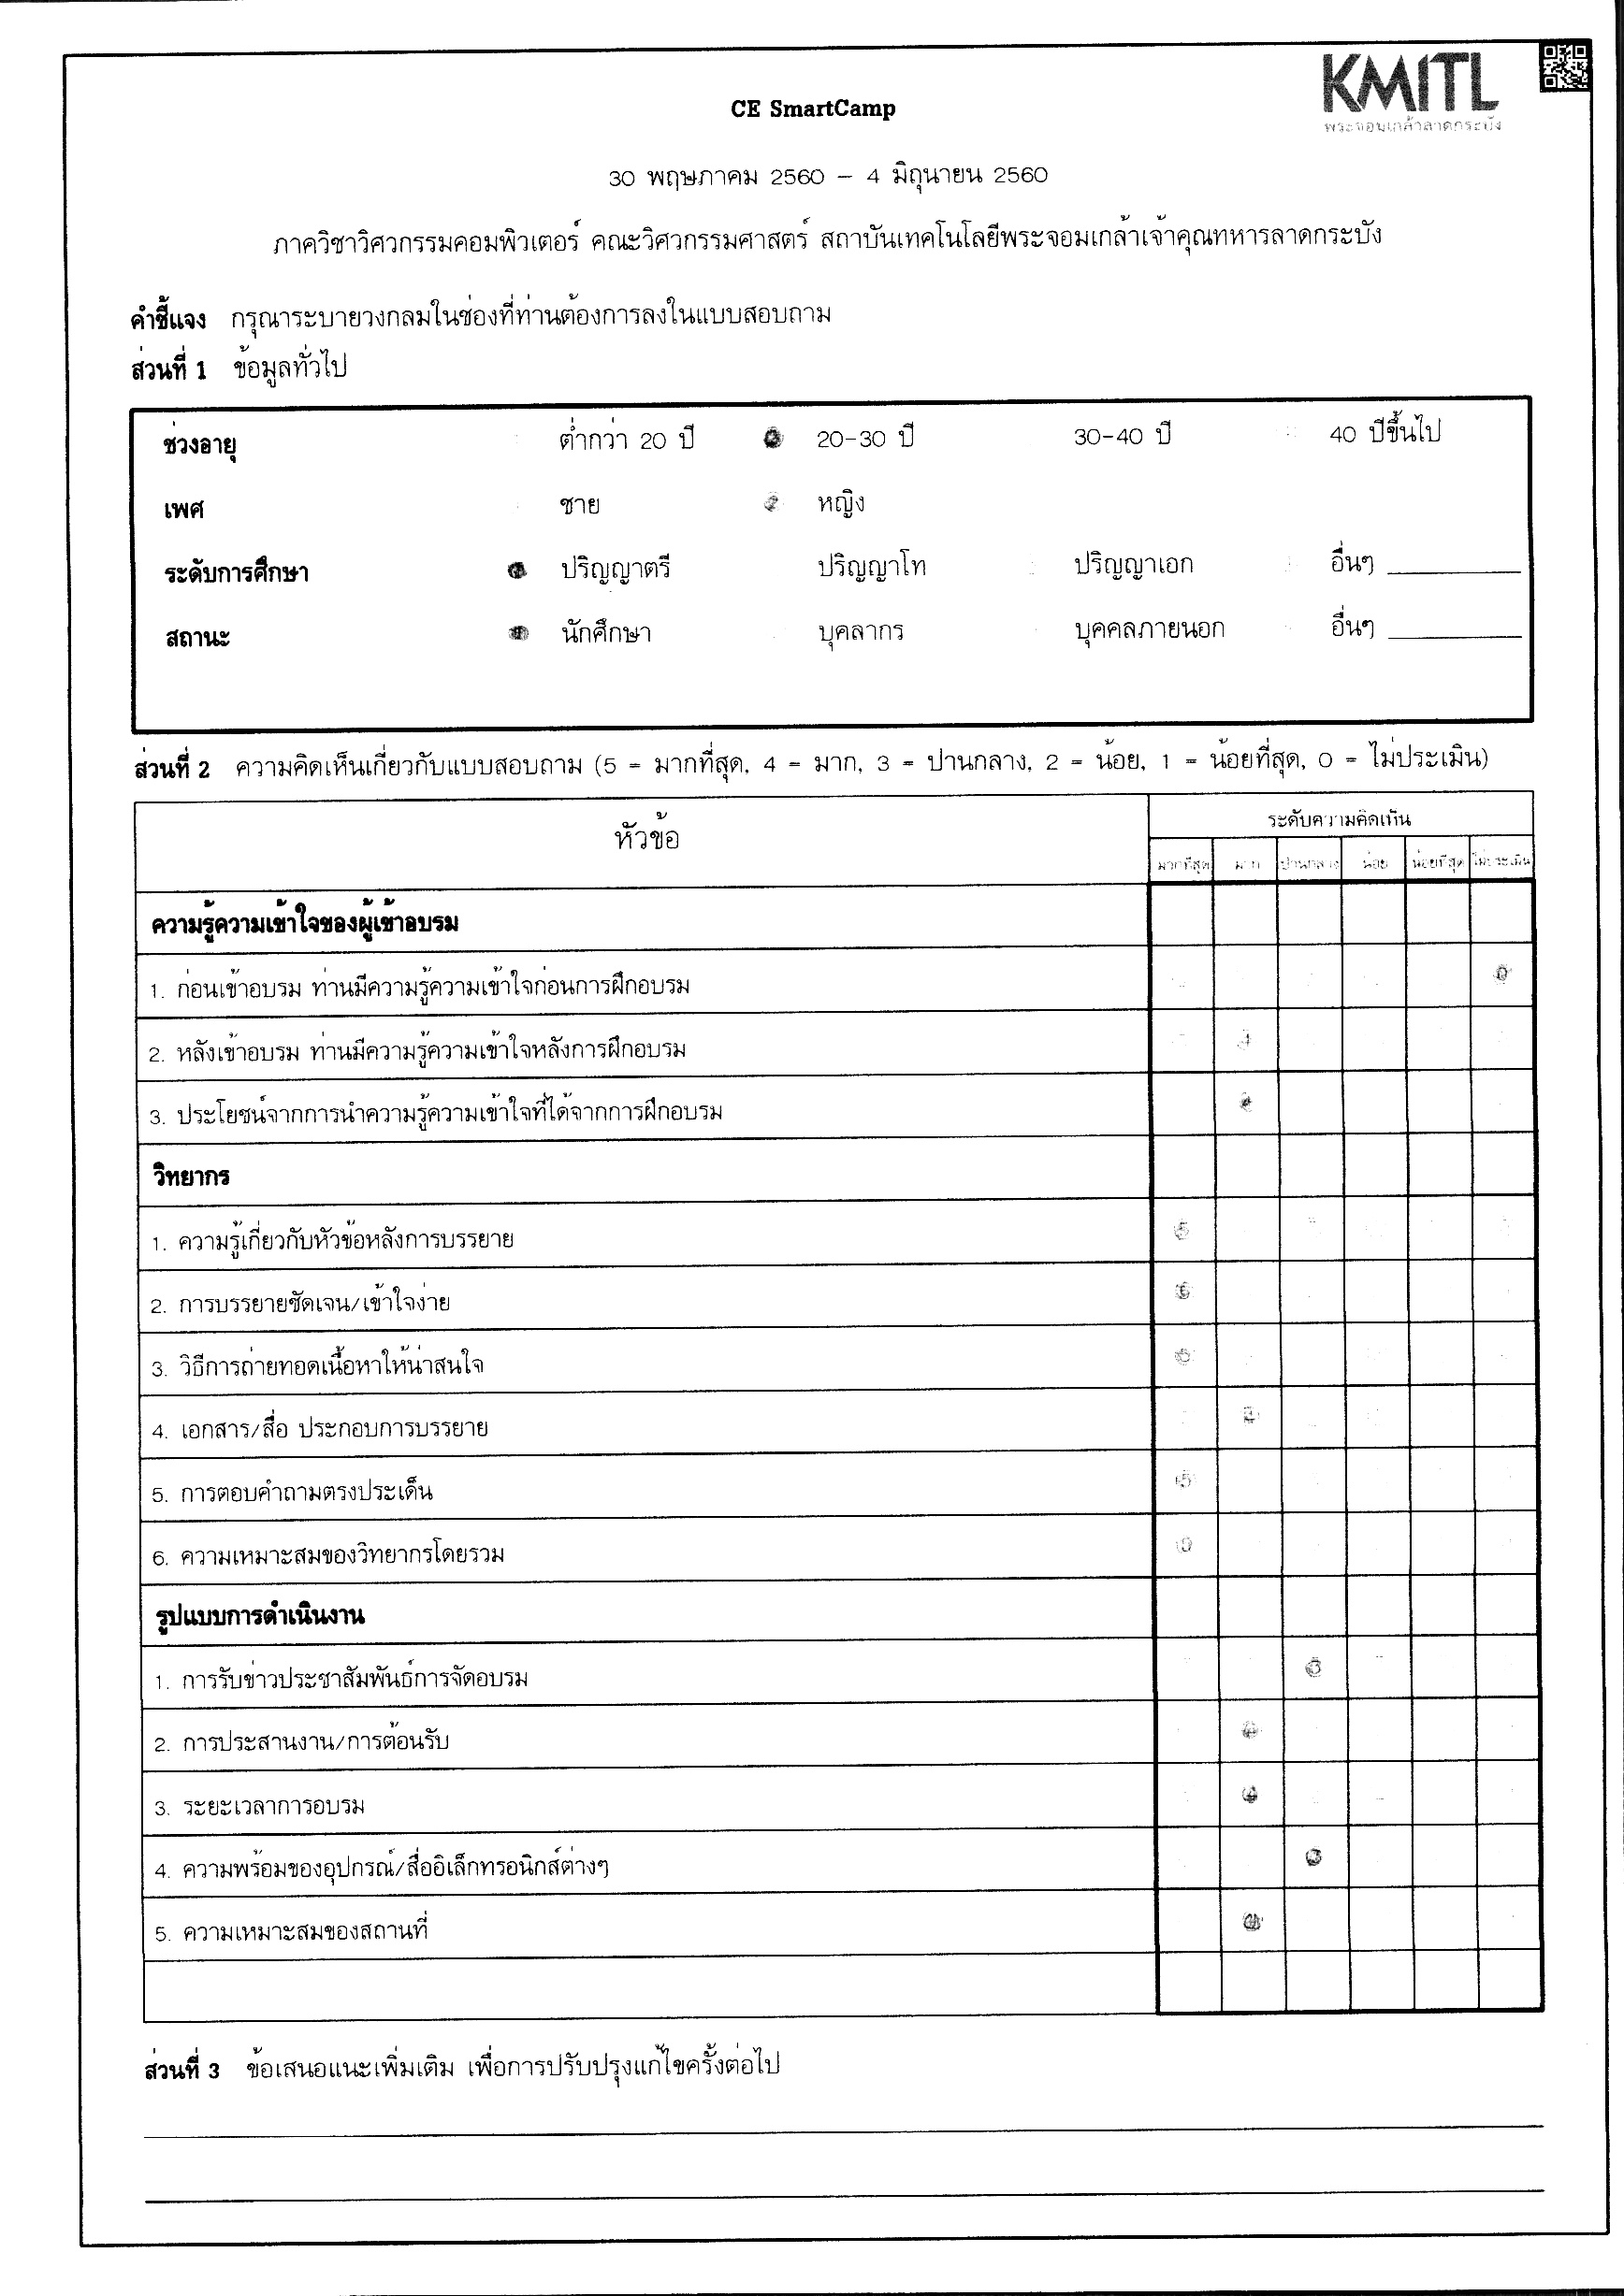 KMITL
พระจอมเกล้าลาดกระบัง
CE SmartCamp
30 พฤษภาคม 2560 - 4 มิถุนายน 2560
ภาควิชาวิศวกรรมคอมพิวเตอร์ คณะวิศวกรรมศาสตร์ สถาบันเทคโนโลยีพระจอมเกล้าเจ้าคุณทหารลาดกระบัง
คำชี้แจง กรุณาระบายวงกลมในช่องที่ท่านต้องการลงในแบบสอบถาม
ส่วนที่ 1 ข้อมูลทั่วไป
ช่วงอายุ ต่ำกว่า 20 ปี 20-30 ปี 30-40 ปี 40 ปีขึ้นไป
เพศ ชาย หญิง
ระดับการศึกษา ปริญญาตรี ปริญญาโท ปริญญาเอก อื่นๆ
สถานะ นักศึกษา บุคลากร บุคคลภายนอก อื่นๆ
ส่วนที่ 2 ความคิดเห็นเกี่ยวกับแบบสอบถาม (5 = มากที่สุด, 4 = มาก, 3 = ปานกลาง, 2 = น้อย, 1 = น้อยที่สุด, 0 = ไม่ประเมิน)
หัวข้อ ระดับความคิดเห็น
มากที่สุด มาก ปานกลาง น้อย น้อยที่สุด ไม่ประเมิน
ความรู้ความเข้าใจของผู้เข้าอบรม
1. ก่อนเข้าอบรม ท่านมีความรู้ความเข้าใจก่อนการฝึกอบรม
2. หลังเข้าอบรม ท่านมีความรู้ความเข้าใจหลังการฝึกอบรม
3. ประโยชน์จากการนำความรู้ความเข้าใจที่ได้จากการฝึกอบรม
วิทยากร
1. ความรู้เกี่ยวกับหัวข้อหลังการบรรยาย
2. การบรรยายชัดเจน/เข้าใจง่าย
3. วิธีการถ่ายทอดเนื้อหาให้น่าสนใจ
4. เอกสาร/สื่อ ประกอบการบรรยาย
5. การตอบคำถามตรงประเด็น
6. ความเหมาะสมของวิทยากรโดยรวม
รูปแบบการดำเนินงาน
1. การรับข่าวประชาสัมพันธ์การจัดอบรม
2. การประสานงาน/การต้อนรับ
3. ระยะเวลาการอบรม
4. ความพร้อมของอุปกรณ์/สื่ออิเล็กทรอนิกส์ต่างๆ
5. ความเหมาะสมของสถานที่
ส่วนที่ 3 ข้อเสนอแนะเพิ่มเติม เพื่อการปรับปรุงแก้ไขครั้งต่อไป